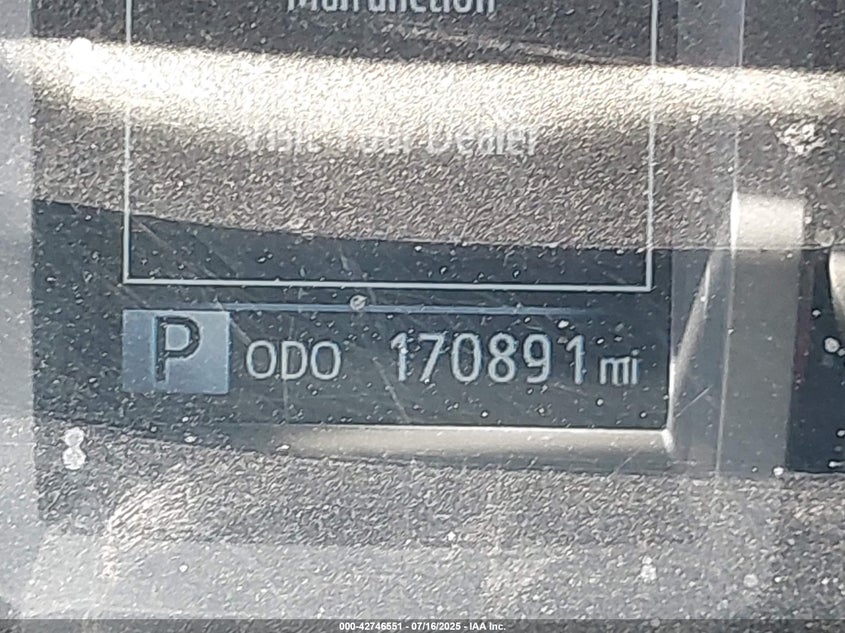 Malfunction
Visit Your Dealer
P ODO 170891 mi
000-42746551 - 07/16/2025 - IAA Inc.